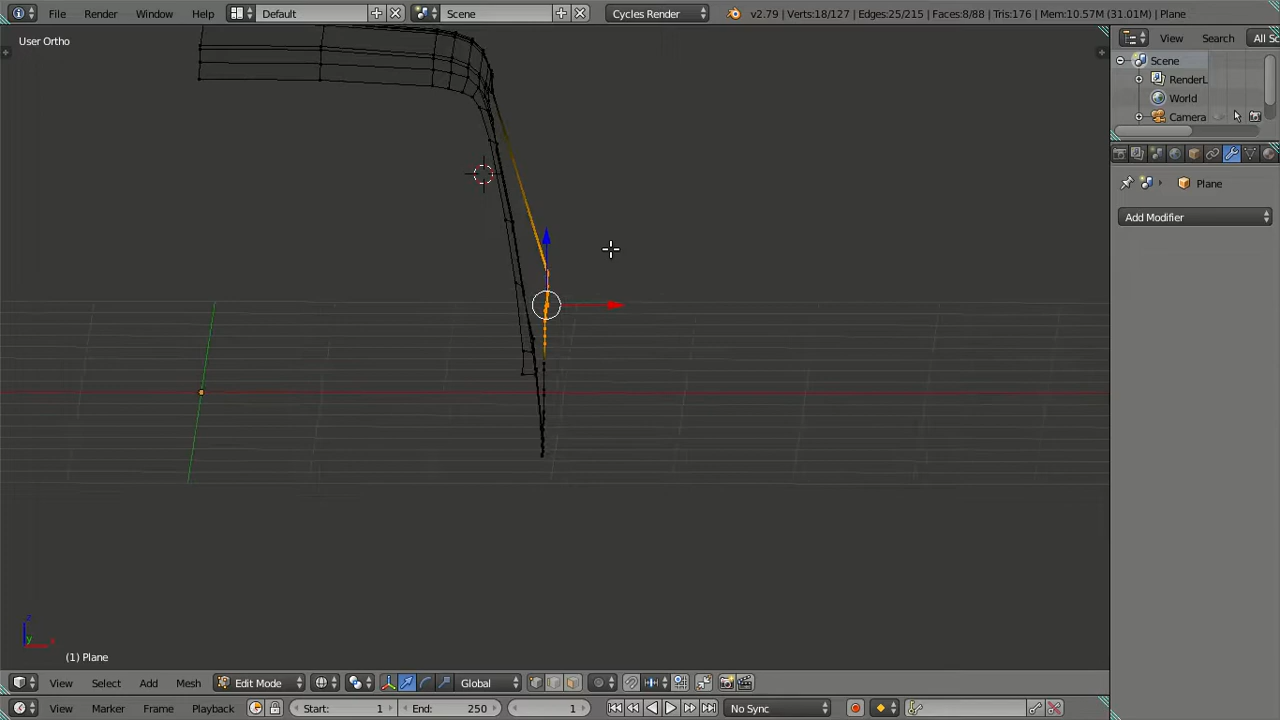 File Render Window Help Default Scene Cycles Render v2.79 | Verts:18/127 | Edges:25/215 | Faces:8/88 | Tris:176 | Mem:10.57M (31.01M) | Plane
User Ortho
View Search All Sc
Scene
RenderL
World
Camera
Plane
Add Modifier
z
y x
(1) Plane
View Select Add Mesh Edit Mode Global
View Marker Frame Playback Start: 1 End: 250 1 No Sync